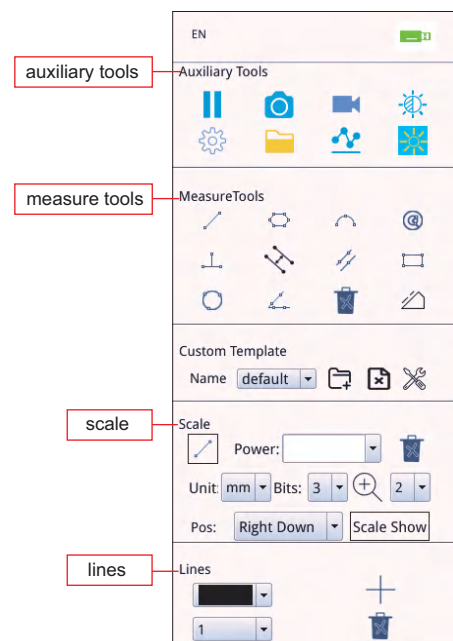 EN
auxiliary tools
Auxiliary Tools
measure tools
MeasureTools
Custom Template
Name default
scale
Scale
Power:
Unit: mm Bits: 3 2
Pos: Right Down Scale Show
lines
Lines
1